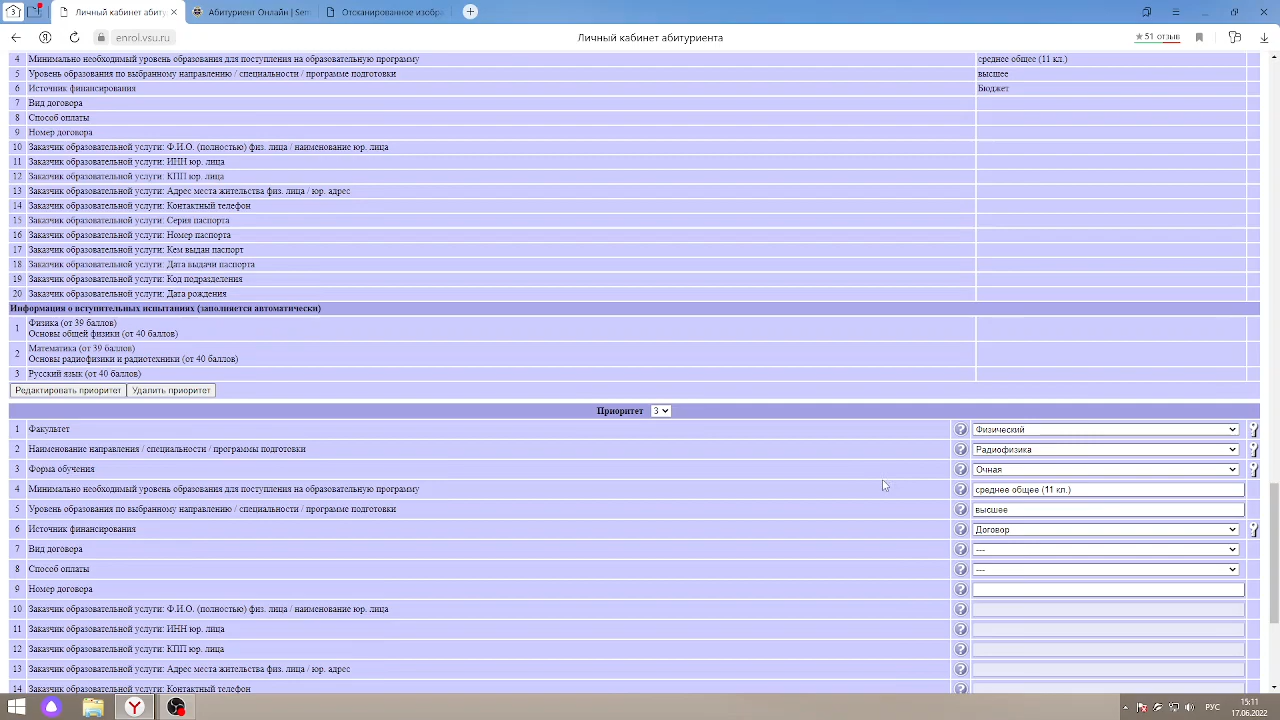 3
Личный кабинет абиту
Абитуриент Онлайн | Sem
Отсканированное изобра
enrol.vsu.ru
Личный кабинет абитуриента
51 отзыв
4 Минимально необходимый уровень образования для поступления на образовательную программу среднее общее (11 кл.)
5 Уровень образования по выбранному направлению / специальности / программе подготовки высшее
6 Источник финансирования Бюджет
7 Вид договора
8 Способ оплаты
9 Номер договора
10 Заказчик образовательной услуги: Ф.И.О. (полностью) физ. лица / наименование юр. лица
11 Заказчик образовательной услуги: ИНН юр. лица
12 Заказчик образовательной услуги: КПП юр. лица
13 Заказчик образовательной услуги: Адрес места жительства физ. лица / юр. адрес
14 Заказчик образовательной услуги: Контактный телефон
15 Заказчик образовательной услуги: Серия паспорта
16 Заказчик образовательной услуги: Номер паспорта
17 Заказчик образовательной услуги: Кем выдан паспорт
18 Заказчик образовательной услуги: Дата выдачи паспорта
19 Заказчик образовательной услуги: Код подразделения
20 Заказчик образовательной услуги: Дата рождения
Информация о вступительных испытаниях (заполняется автоматически)
1 Физика (от 39 баллов)
Основы общей физики (от 40 баллов)
2 Математика (от 39 баллов)
Основы радиофизики и радиотехники (от 40 баллов)
3 Русский язык (от 40 баллов)
Редактировать приоритет Удалить приоритет
Приоритет 3
1 Факультет ? Физический
2 Наименование направления / специальности / программы подготовки ? Радиофизика
3 Форма обучения ? Очная
4 Минимально необходимый уровень образования для поступления на образовательную программу ? среднее общее (11 кл.)
5 Уровень образования по выбранному направлению / специальности / программе подготовки ? высшее
6 Источник финансирования ? Договор
7 Вид договора ? ---
8 Способ оплаты ? ---
9 Номер договора ?
10 Заказчик образовательной услуги: Ф.И.О. (полностью) физ. лица / наименование юр. лица ?
11 Заказчик образовательной услуги: ИНН юр. лица ?
12 Заказчик образовательной услуги: КПП юр. лица ?
13 Заказчик образовательной услуги: Адрес места жительства физ. лица / юр. адрес ?
14 Заказчик образовательной услуги: Контактный телефон ?
РУС
15:11
17.06.2022